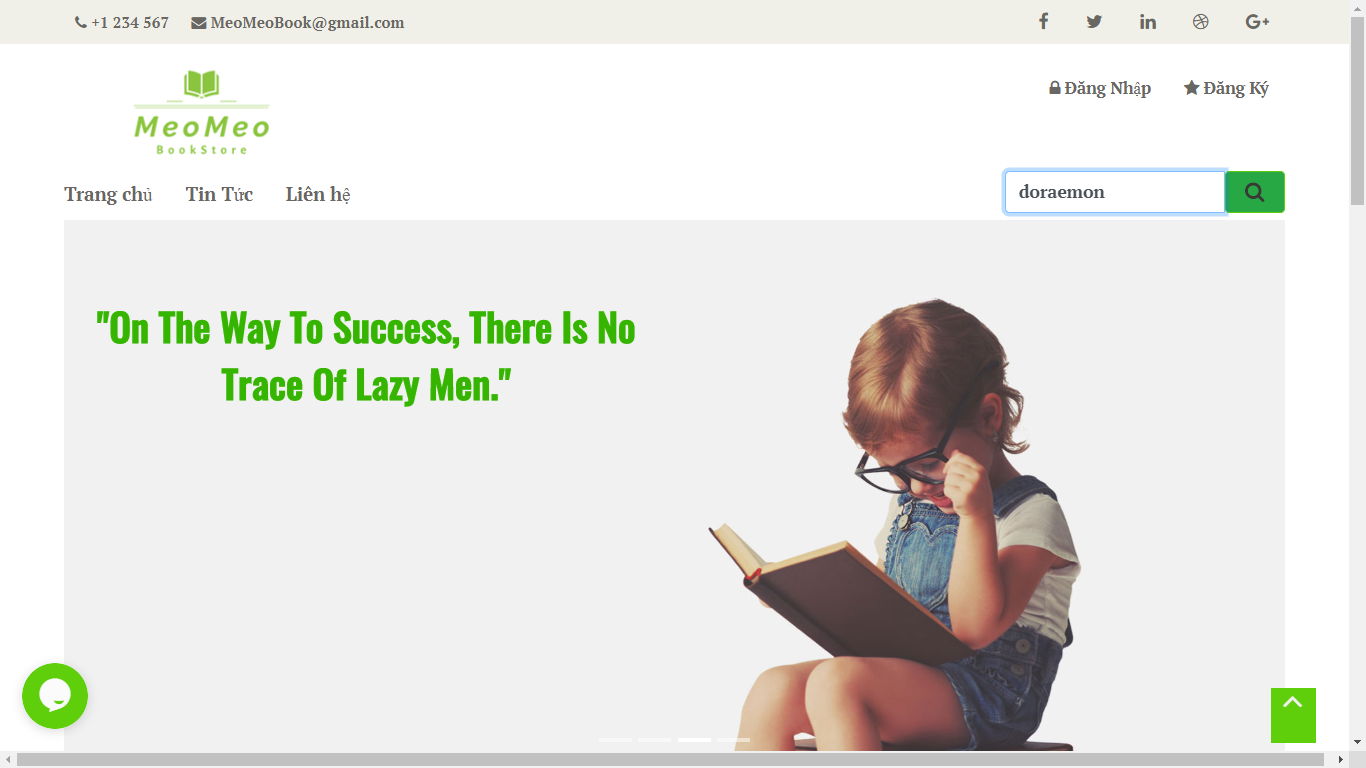 +1 234 567 MeoMeoBook@gmail.com
MeoMeo
BookStore
Đăng Nhập Đăng Ký
Trang chủ Tin Tức Liên hệ
doraemon
"On The Way To Success, There Is No
Trace Of Lazy Men."